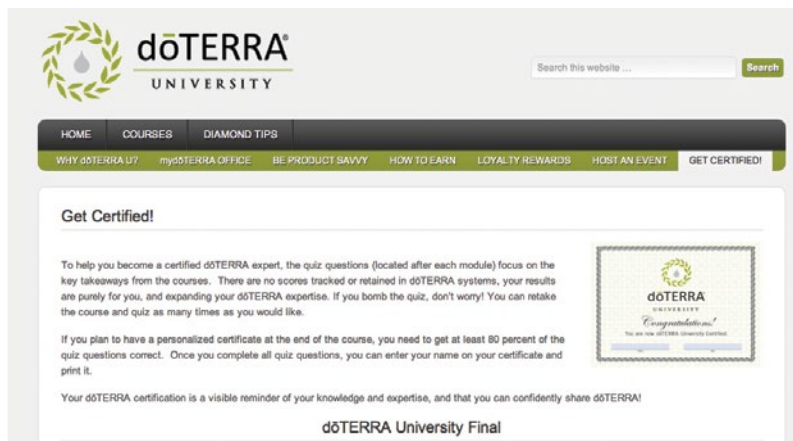 dōTERRA®
UNIVERSITY
Search this website ...
Search
HOME COURSES DIAMOND TIPS
WHY dōTERRA U? mydōTERRA OFFICE BE PRODUCT SAVVY HOW TO EARN LOYALTY REWARDS HOST AN EVENT GET CERTIFIED!
Get Certified!
To help you become a certified dōTERRA expert, the quiz questions (located after each module) focus on the
key takeaways from the courses. There are no scores tracked or retained in dōTERRA systems, your results
are purely for you, and expanding your dōTERRA expertise. If you bomb the quiz, don't worry! You can retake
the course and quiz as many times as you would like.
If you plan to have a personalized certificate at the end of the course, you need to get at least 80 percent of the
quiz questions correct. Once you complete all quiz questions, you can enter your name on your certificate and
print it.
dōTERRA
UNIVERSITY
Congratulations!
You are now dōTERRA University Certified.
Your dōTERRA certification is a visible reminder of your knowledge and expertise, and that you can confidently share dōTERRA!
dōTERRA University Final